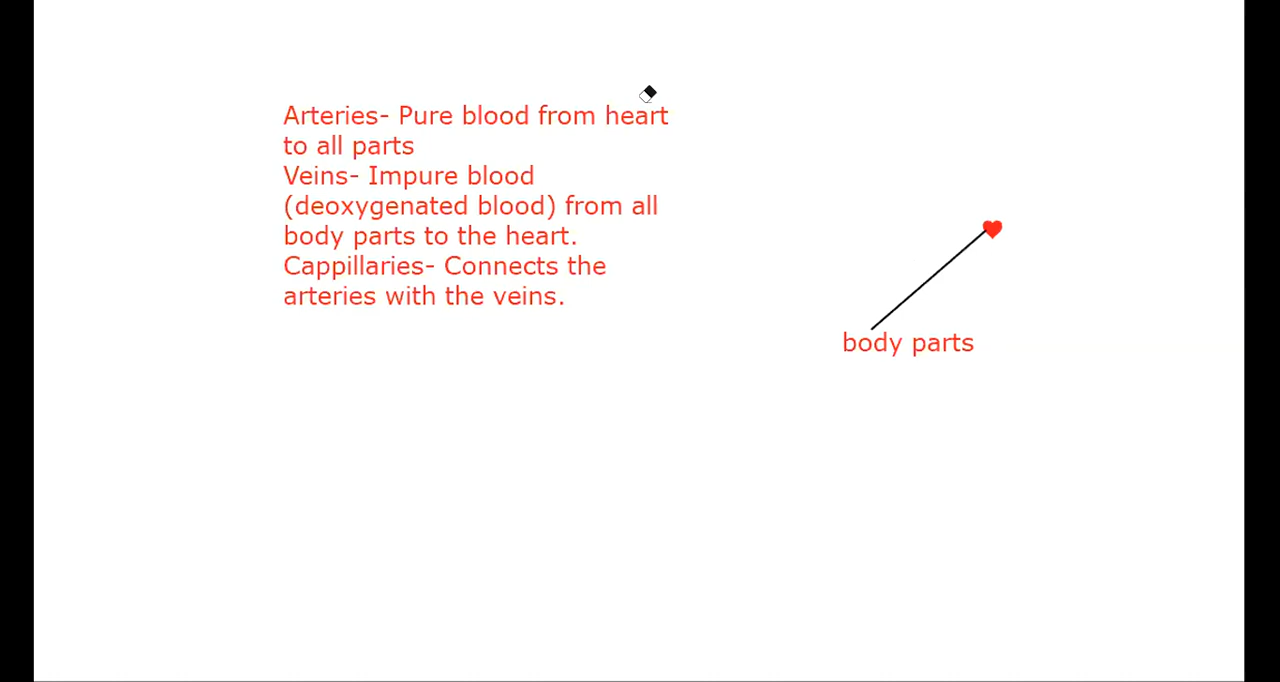 Arteries- Pure blood from heart
to all parts
Veins- Impure blood
(deoxygenated blood) from all
body parts to the heart.
Cappillaries- Connects the
arteries with the veins.
body parts